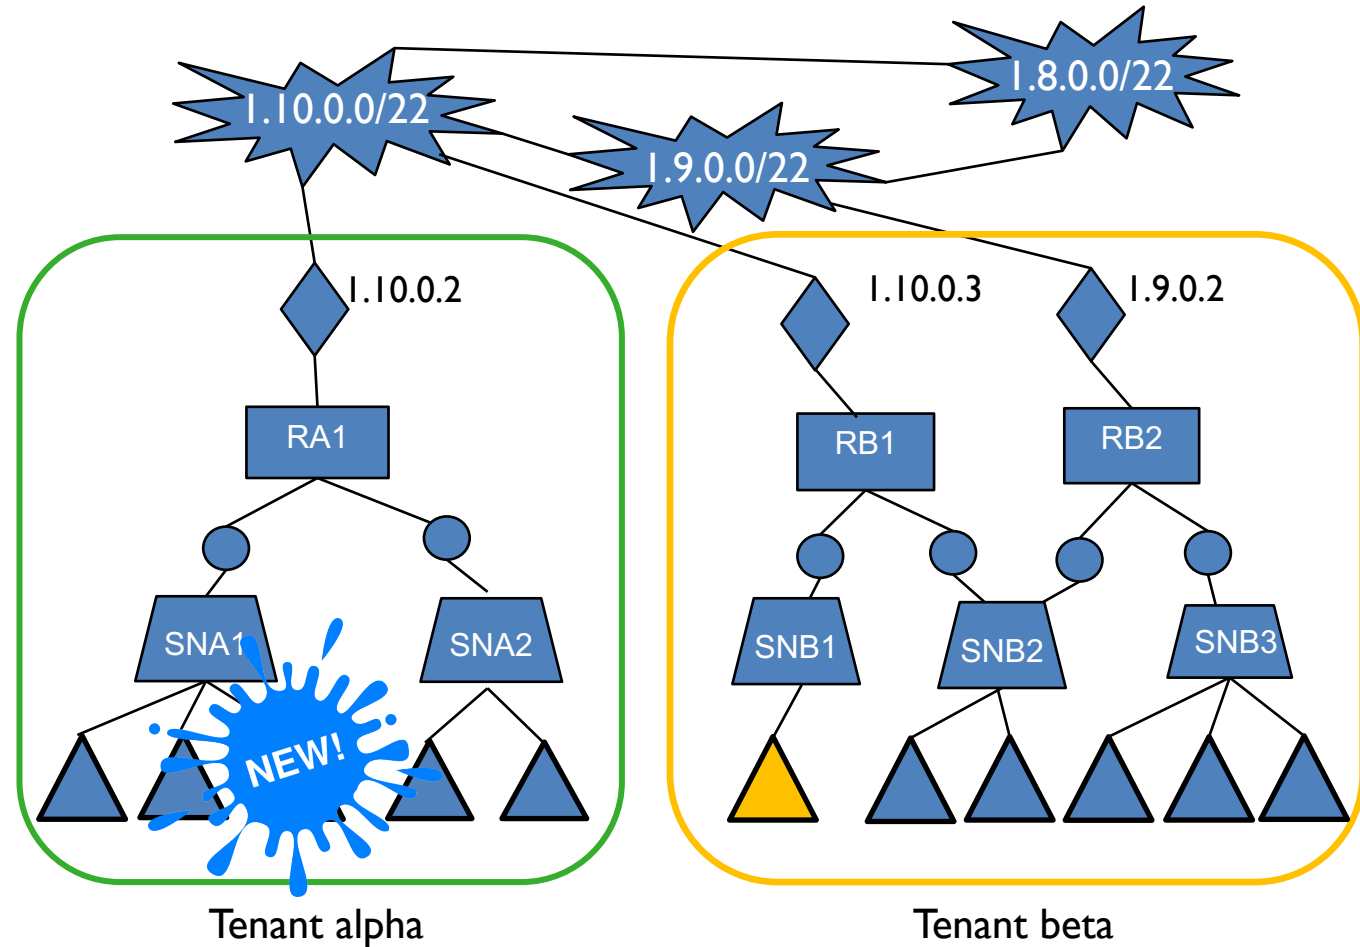 1.8.0.0/22
1.10.0.0/22
1.9.0.0/22
1.10.0.2
1.10.0.3
1.9.0.2
RA1
RB1
RB2
SNA1
SNA2
SNB1
SNB2
SNB3
NEW!
Tenant alpha
Tenant beta